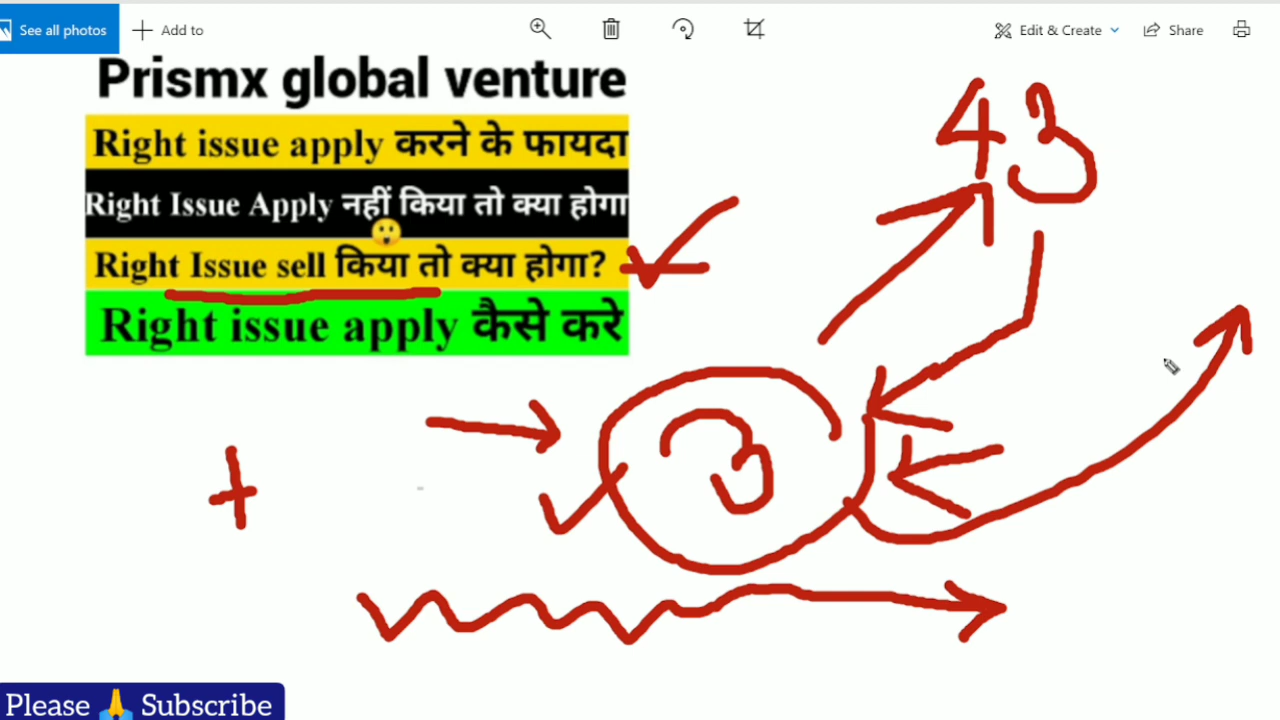 See all photos Add to Edit & Create Share
Prismx global venture
Right issue apply करने के फायदा
Right Issue Apply नहीं किया तो क्या होगा
Right Issue sell किया तो क्या होगा?
Right issue apply कैसे करे
43
3
+
Please 🙏 Subscribe